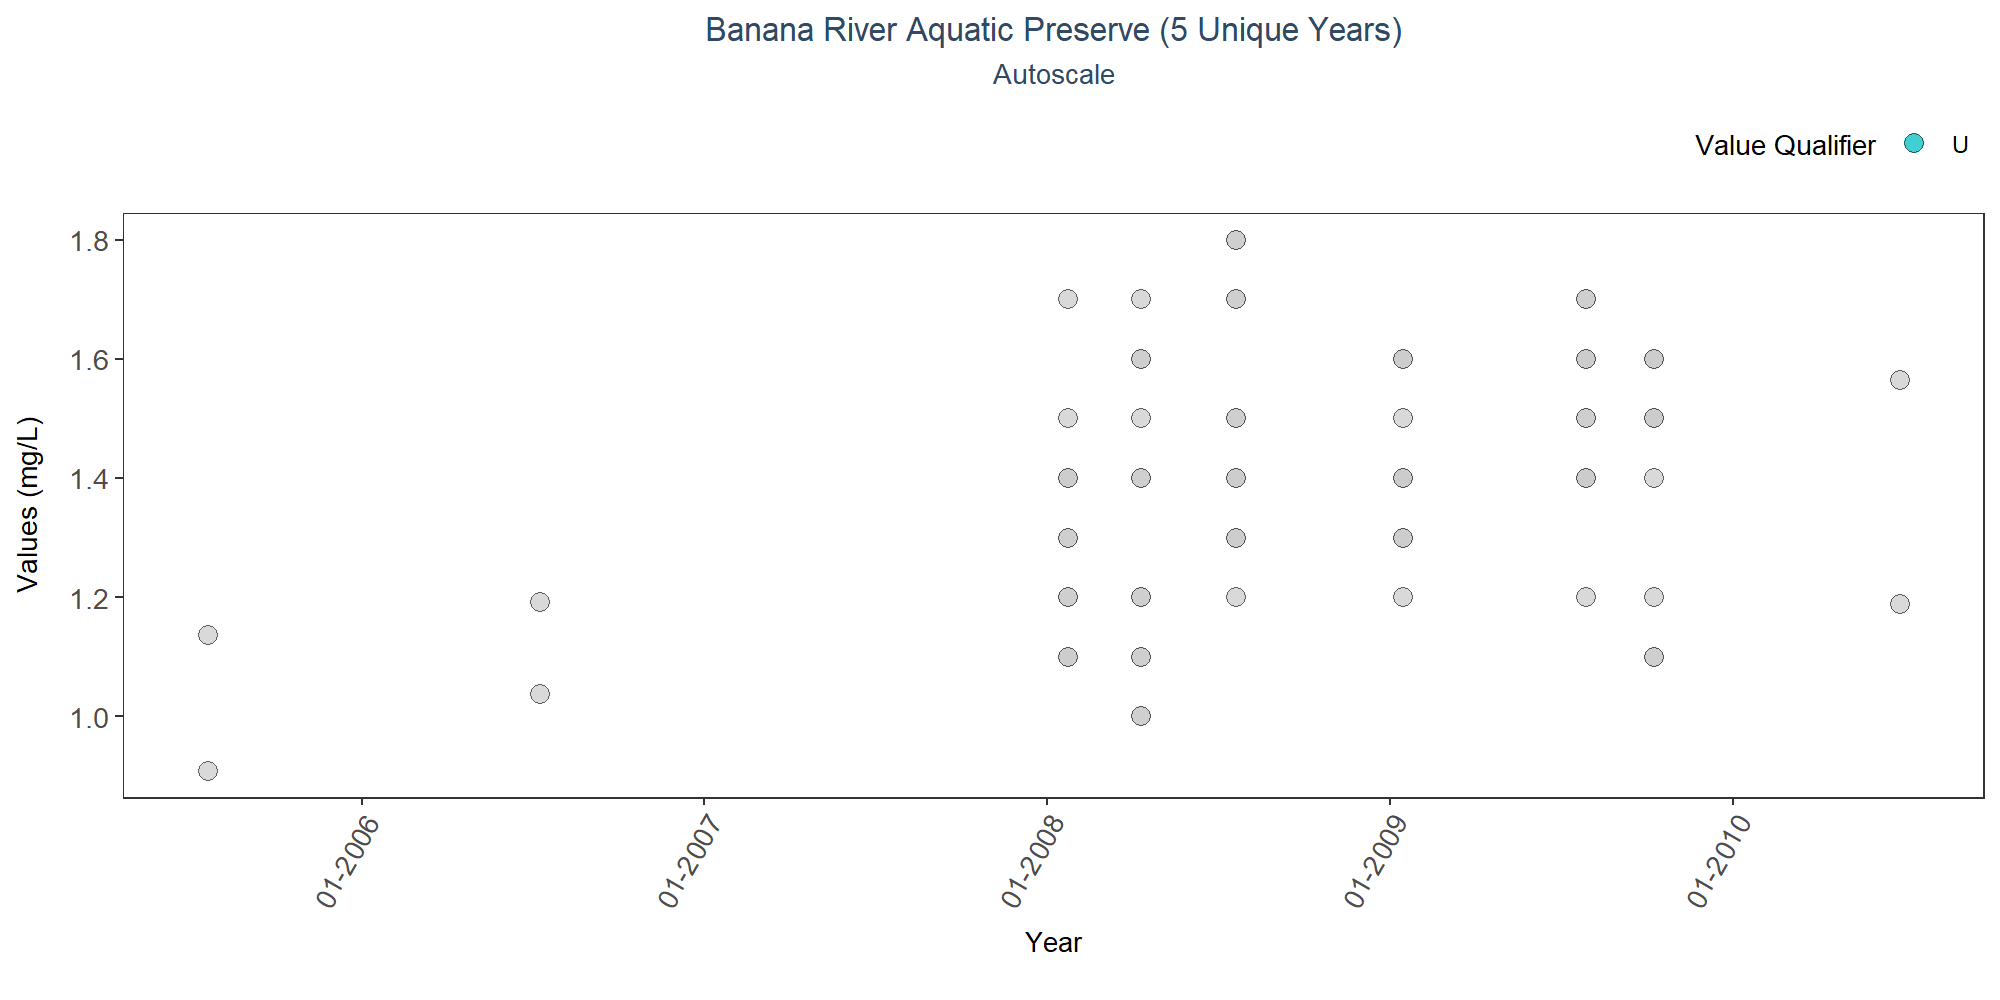 Banana River Aquatic Preserve (5 Unique Years)
Autoscale
Value Qualifier U
Values (mg/L)
1.8
1.6
1.4
1.2
1.0
01-2006
01-2007
01-2008
01-2009
01-2010
Year